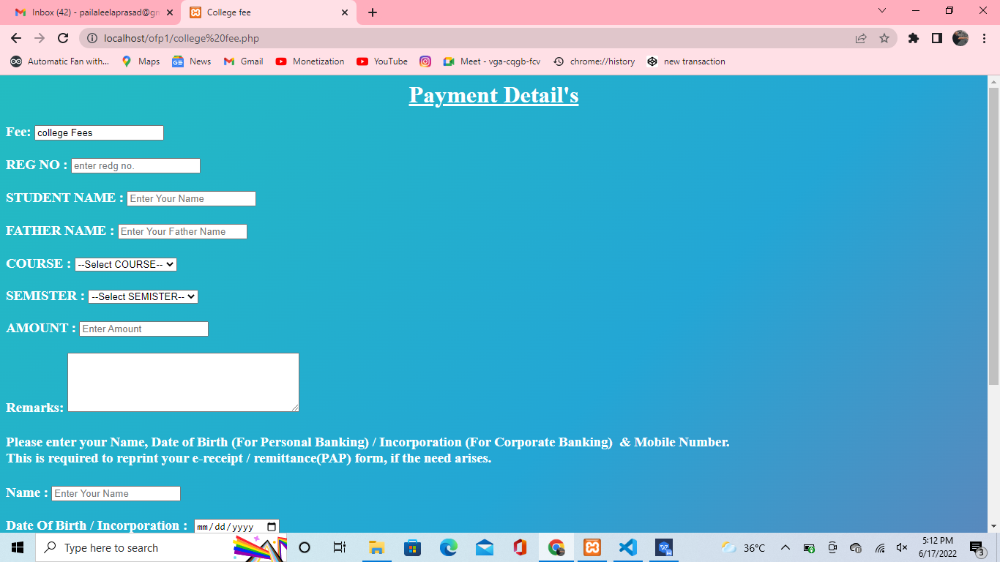 Inbox (42) - pailaleelaprasad@gm
College fee
localhost/ofp1/college%20fee.php
Automatic Fan with...
Maps
News
Gmail
Monetization
YouTube
Meet - vga-cqgb-fcv
chrome://history
new transaction
Payment Detail's
Fee: college Fees
REG NO : enter redg no.
STUDENT NAME : Enter Your Name
FATHER NAME : Enter Your Father Name
COURSE : --Select COURSE--
SEMISTER : --Select SEMISTER--
AMOUNT : Enter Amount
Remarks:
Please enter your Name, Date of Birth (For Personal Banking) / Incorporation (For Corporate Banking) & Mobile Number.
This is required to reprint your e-receipt / remittance(PAP) form, if the need arises.
Name : Enter Your Name
Date Of Birth / Incorporation : mm/dd/yyyy
Type here to search
36°C
5:12 PM
6/17/2022
3